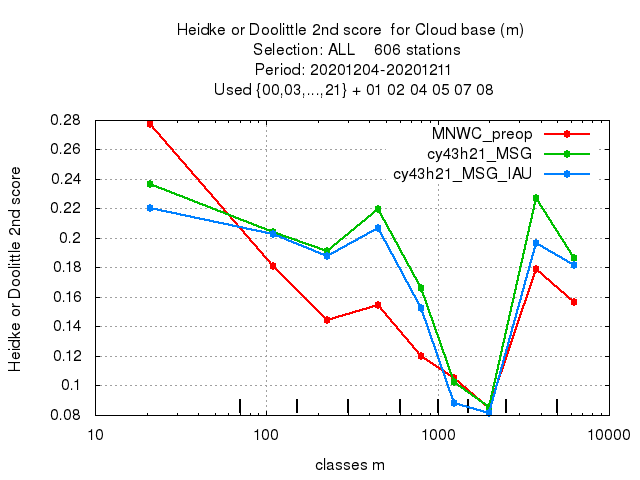 Heidke or Doolittle 2nd score  for Cloud base (m)
Selection: ALL    606 stations
Period: 20201204-20201211
Used {00,03,...,21} + 01 02 04 05 07 08
MNWC_preop
cy43h21_MSG
cy43h21_MSG_IAU
Heidke or Doolittle 2nd score
0.28
0.26
0.24
0.22
0.2
0.18
0.16
0.14
0.12
0.1
0.08
10
100
1000
10000
classes m